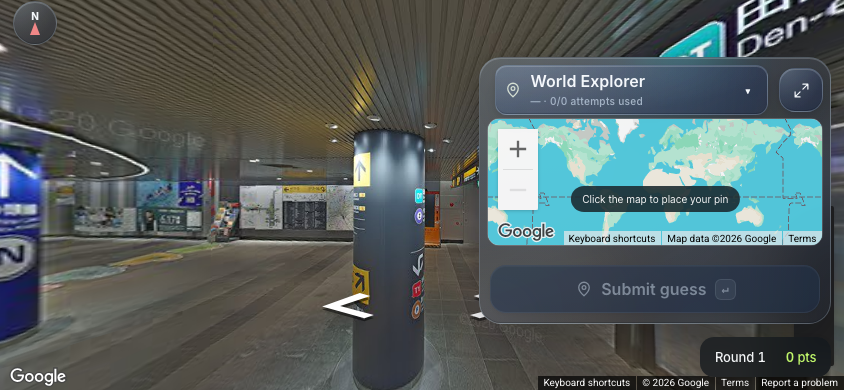 N
World Explorer
— · 0/0 attempts used
DT
Den-e
+
−
Click the map to place your pin
Google
Keyboard shortcuts
Map data ©2026 Google
Terms
Submit guess
Round 1
0 pts
Google
Keyboard shortcuts
© 2026 Google
Terms
Report a problem